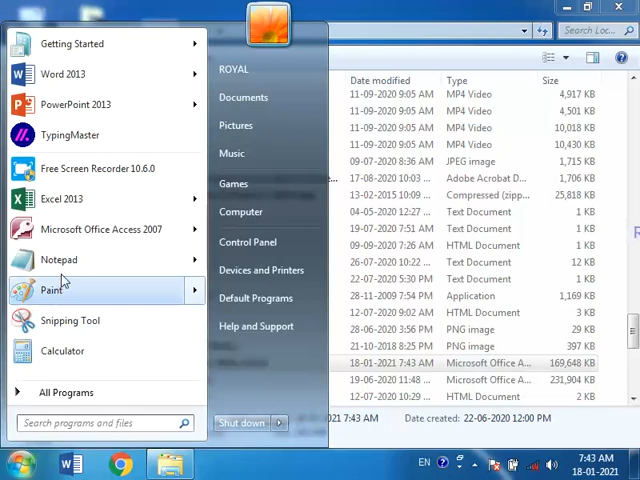 Getting Started
Word 2013
PowerPoint 2013
TypingMaster
Free Screen Recorder 10.6.0
Excel 2013
Microsoft Office Access 2007
Notepad
Paint
Snipping Tool
Calculator
All Programs
Search programs and files
ROYAL
Documents
Pictures
Music
Games
Computer
Control Panel
Devices and Printers
Default Programs
Help and Support
Shut down
Search Loc...
Date modified Type Size
11-09-2020 9:05 AM MP4 Video 4,917 KB
11-09-2020 9:05 AM MP4 Video 4,501 KB
11-09-2020 9:05 AM MP4 Video 10,018 KB
11-09-2020 9:05 AM MP4 Video 10,430 KB
09-07-2020 8:36 AM JPEG image 1,715 KB
18-08-2020 9:25 AM Adobe Acrobat D... 1,706 KB
13-02-2015 10:09 ... Compressed (zipp... 25,818 KB
04-05-2020 12:27 ... Text Document 1 KB
29-07-2019 7:51 AM Text Document 1 KB
09-09-2020 7:26 AM HTML Document 1 KB
26-07-2020 10:22 ... Text Document 12 KB
22-07-2020 5:30 PM HTML Document 1 KB
28-11-2009 7:54 PM Application 1,169 KB
12-07-2020 9:02 AM HTML Document 1 KB
28-06-2020 3:56 PM PNG image 29 KB
21-10-2018 8:25 PM PNG image 397 KB
18-01-2021 7:43 AM Microsoft Office A... 169,648 KB
19-06-2020 11:48 ... Microsoft Office A... 231,904 KB
12-07-2020 10:29 ... HTML Document 1 KB
2021 7:43 AM Date created: 22-06-2020 12:00 PM
EN
7:43 AM
18-01-2021